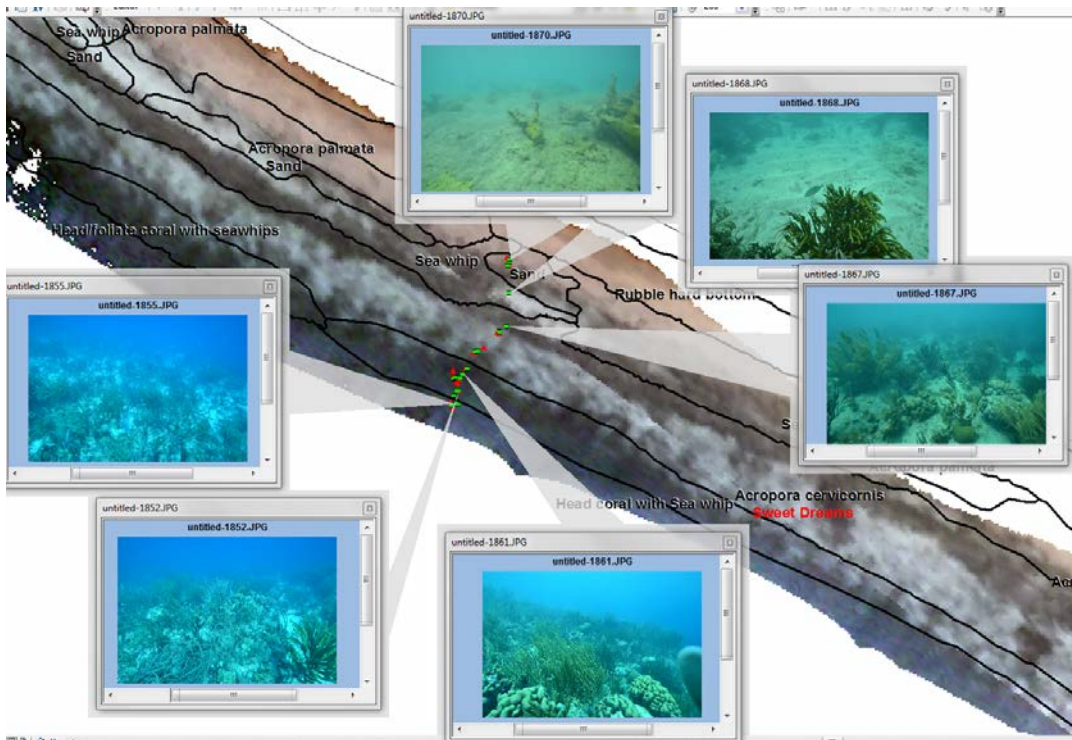 untitled-1870.JPG
untitled-1870.JPG
Sea whip
Acropora palmata
Sand
untitled-1868.JPG
untitled-1868.JPG
Acropora palmata
Sand
Head/foliate coral with seawhips
Sea whip
Sand
Rubble hard bottom
untitled-1867.JPG
untitled-1867.JPG
untitled-1855.JPG
untitled-1855.JPG
Acropora palmata
Head coral with Sea whip
Acropora cervicornis
Sweet Dreams
untitled-1852.JPG
untitled-1852.JPG
untitled-1861.JPG
untitled-1861.JPG